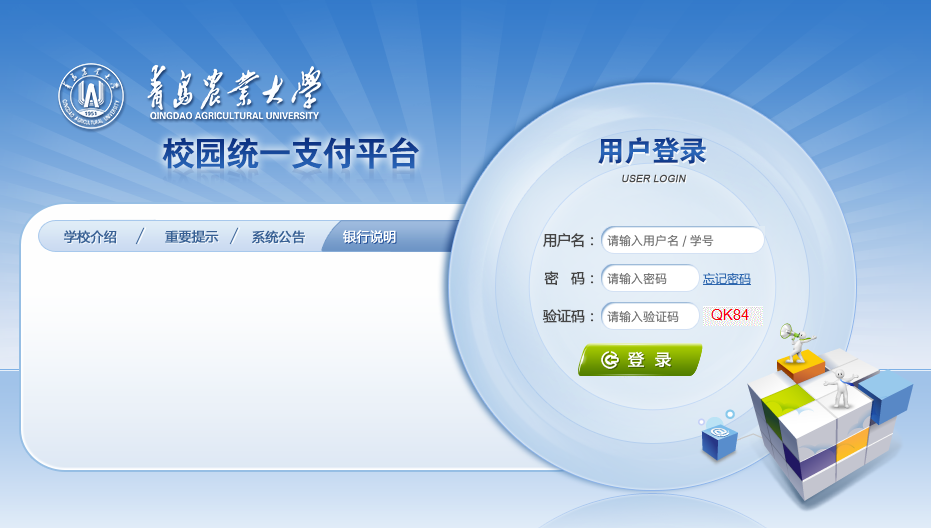 青岛农业大学
QINGDAO AGRICULTURAL UNIVERSITY
1951
校园统一支付平台
学校介绍 / 重要提示 / 系统公告 银行说明
用户登录
USER LOGIN
用户名： 请输入用户名 / 学号
密 码： 请输入密码 忘记密码
验证码： 请输入验证码 QK84
登 录
@